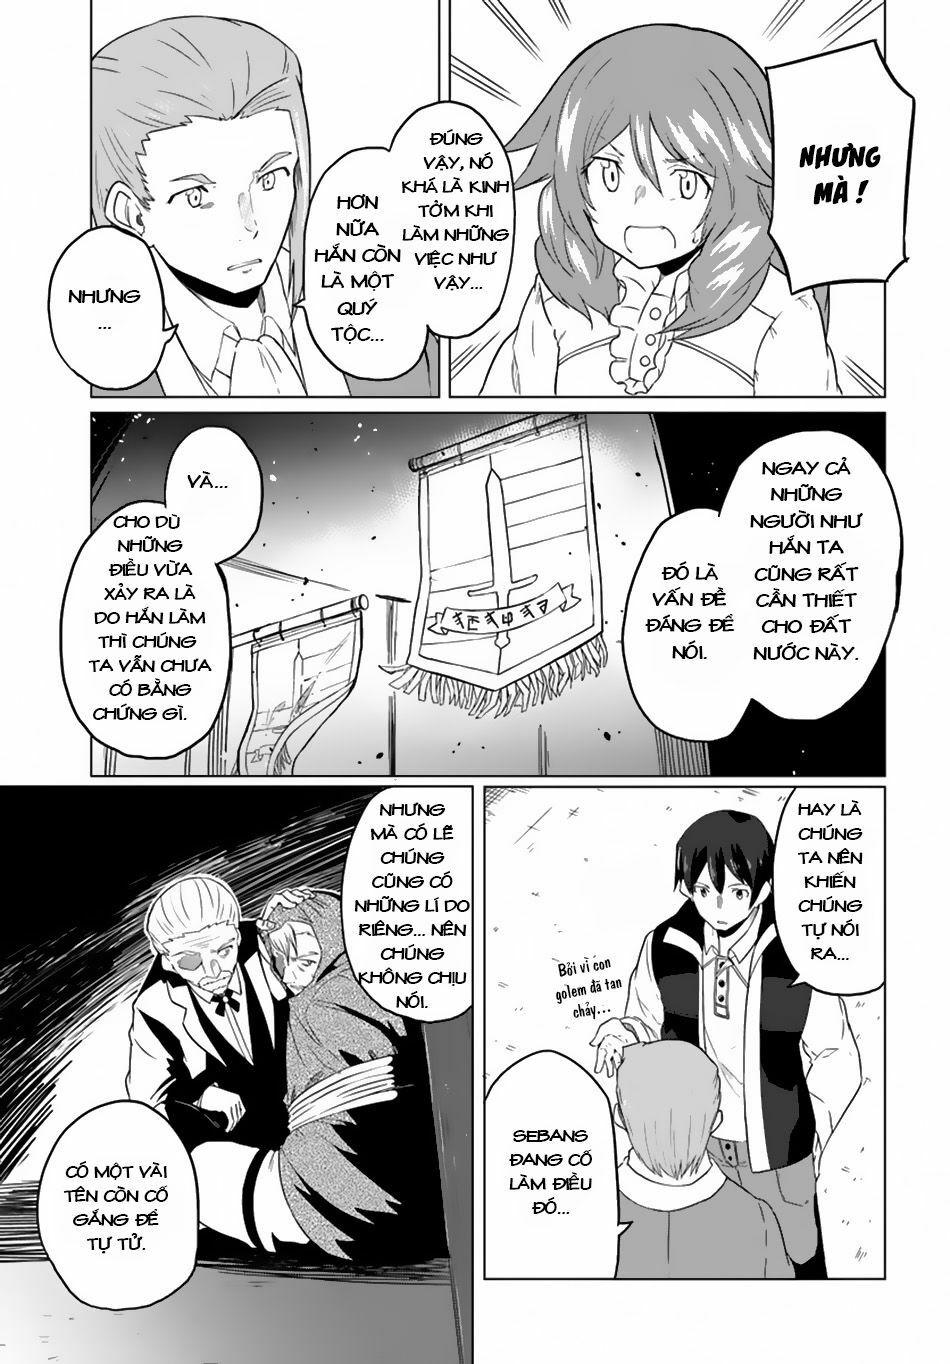 NHƯNG
MÀ !
ĐÚNG
VẬY, NÓ
KHÁ LÀ KINH
TỞM KHI
LÀM NHỮNG
VIỆC NHƯ
VẬY...
HƠN
NỮA
HẮN CÒN
LÀ MỘT
QUÝ
TỘC...
NHƯNG
...
NGAY CẢ
NHỮNG
NGƯỜI NHƯ
HẮN TA
CŨNG RẤT
CẦN THIẾT
CHO ĐẤT
NƯỚC NÀY.
ĐÓ LÀ
VẤN ĐỀ
ĐÁNG ĐỀ
NÓI.
VÀ...
CHO DÙ
NHỮNG
ĐIỀU VỪA
XẢY RA LÀ
DO HẮN LÀM
THÌ CHÚNG
TA VẪN CHƯA
CÓ BẰNG
CHỨNG GÌ.
HAY LÀ
CHÚNG
TA NÊN
KHIẾN
CHÚNG
TỰ NÓI
RA...
Bởi vì con
golem đã tan
chảy...
SEBANG
ĐANG CỐ
LÀM ĐIỀU
ĐÓ...
NHƯNG
MÀ CÓ LẼ
CHÚNG
CŨNG CÓ
NHỮNG LÍ DO
RIÊNG... NÊN
CHÚNG
KHÔNG CHỊU
NÓI.
CÓ MỘT VÀI
TÊN CÒN CỐ
GẮNG ĐỀ
TỰ TỬ.